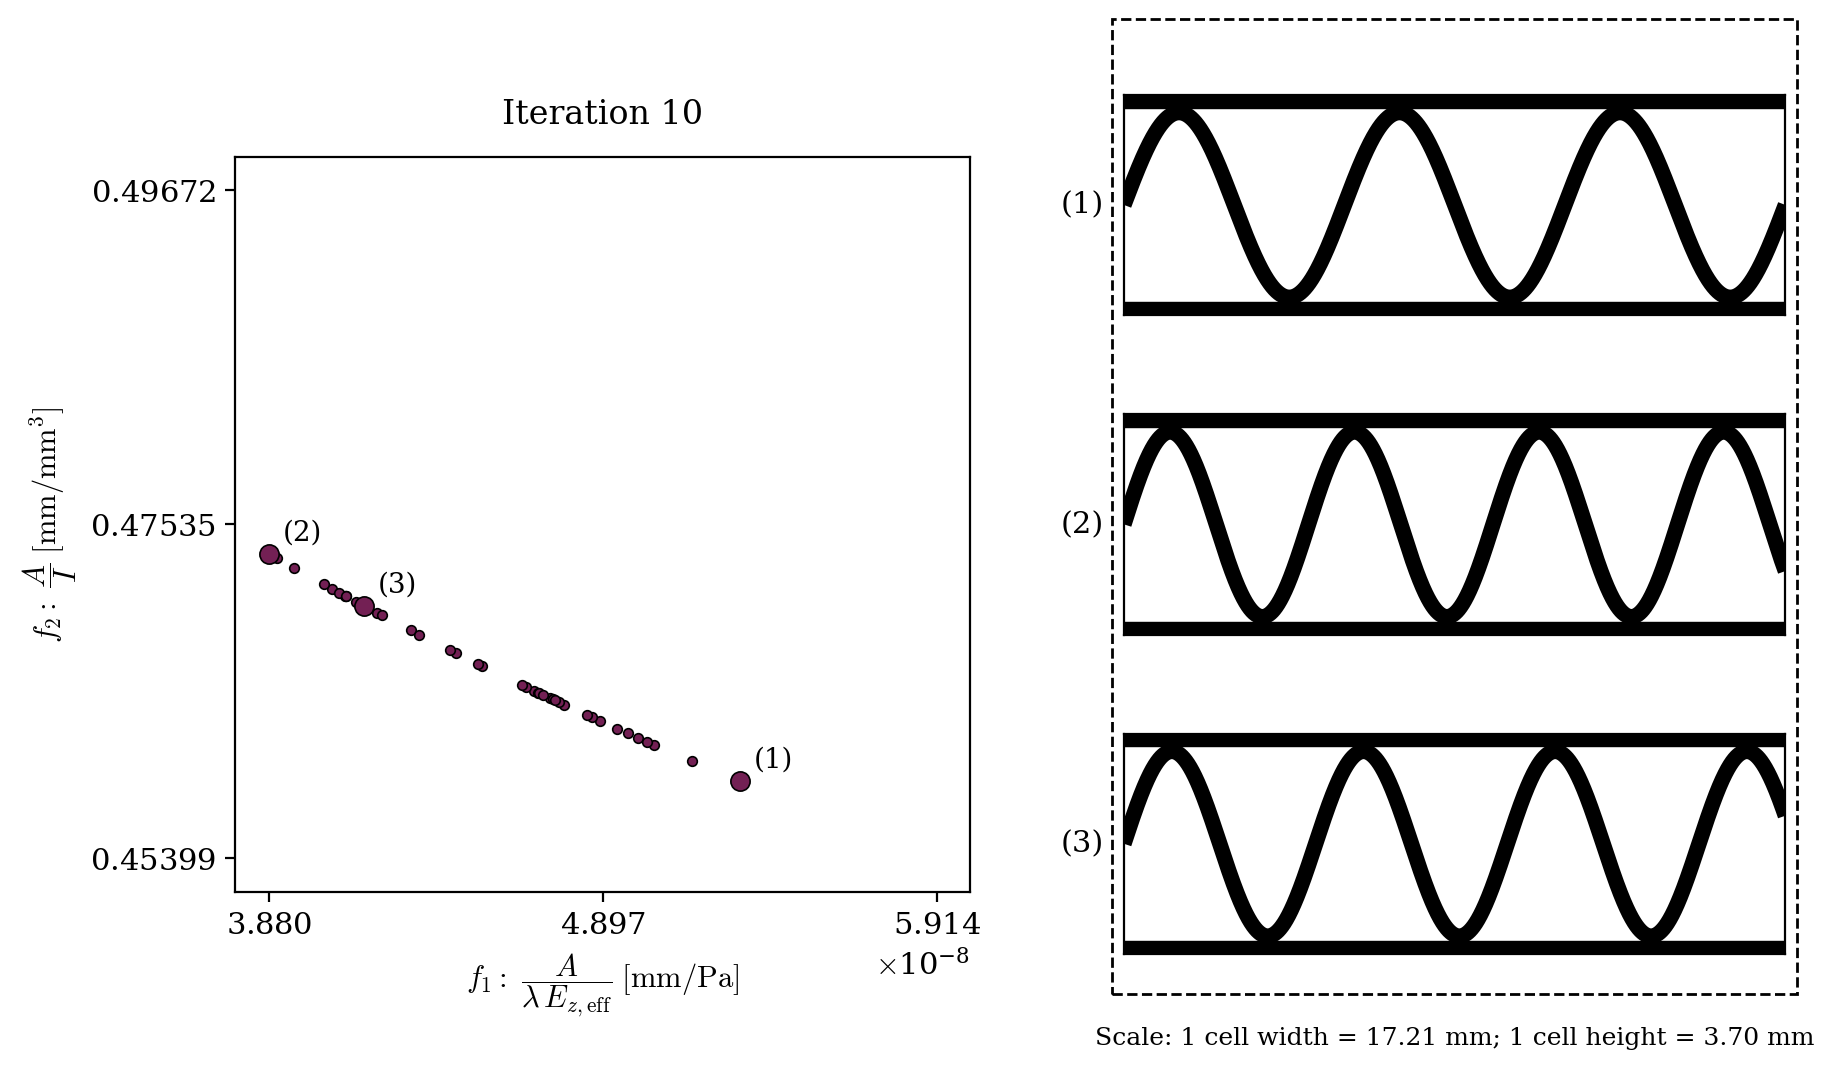 Iteration 10
0.49672
0.47535
0.45399
f₂ : A/I [mm/mm³]
(2)
(3)
(1)
3.880 4.897 5.914
×10⁻⁸
f₁ : A/(λ E_z,eff) [mm/Pa]
(1)
(2)
(3)
Scale: 1 cell width = 17.21 mm; 1 cell height = 3.70 mm